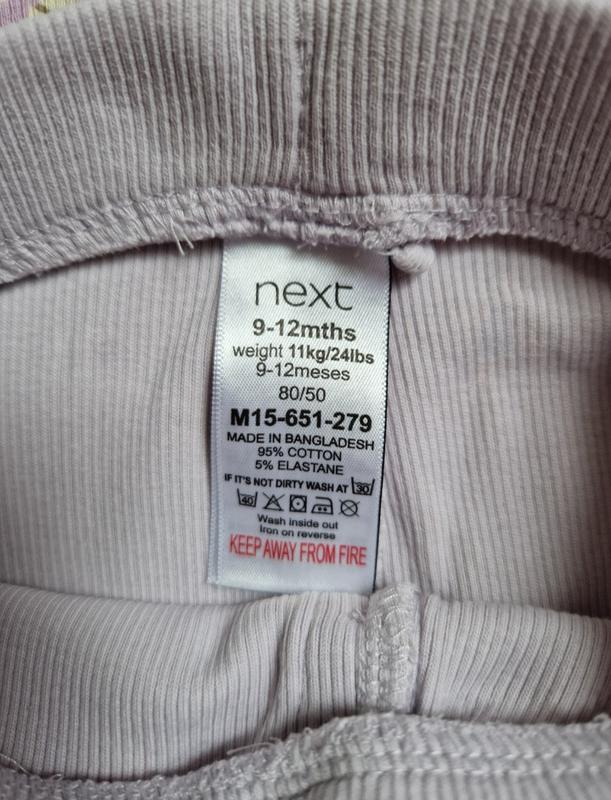 next
9-12mths
weight 11kg/24lbs
9-12meses
80/50
M15-651-279
MADE IN BANGLADESH
95% COTTON
5% ELASTANE
IF IT'S NOT DIRTY WASH AT 30
40
Wash inside out
Iron on reverse
KEEP AWAY FROM FIRE